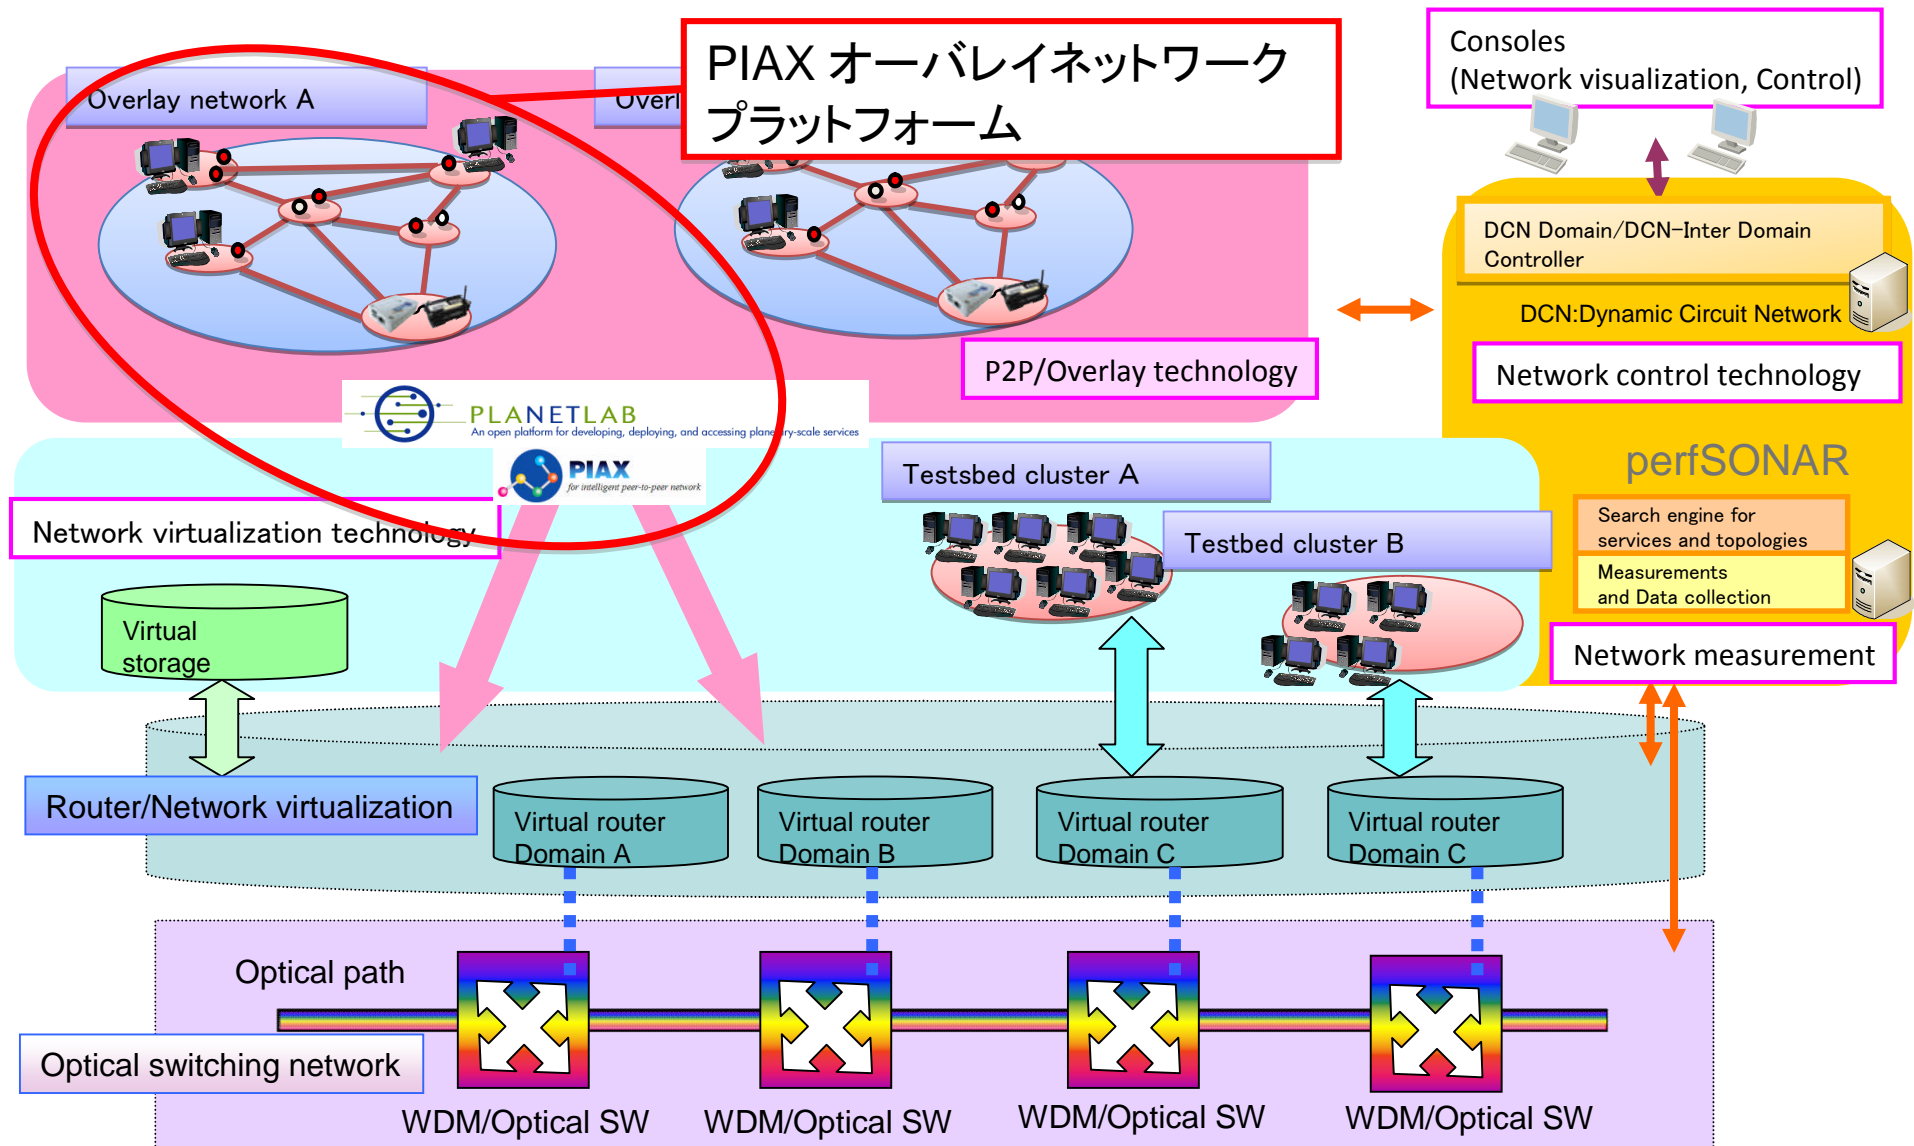 PIAX オーバレイネットワーク
プラットフォーム
Consoles
(Network visualization, Control)
Overlay network A
Overl
DCN Domain/DCN-Inter Domain
Controller
DCN:Dynamic Circuit Network
P2P/Overlay technology
Network control technology
PLANETLAB
An open platform for developing, deploying, and accessing planetary-scale services
PIAX
for intelligent peer-to-peer network
perfSONAR
Testsbed cluster A
Testbed cluster B
Search engine for
services and topologies
Measurements
and Data collection
Network virtualization technology
Virtual
storage
Network measurement
Router/Network virtualization
Virtual router
Domain A
Virtual router
Domain B
Virtual router
Domain C
Virtual router
Domain C
Optical path
Optical switching network
WDM/Optical SW
WDM/Optical SW
WDM/Optical SW
WDM/Optical SW